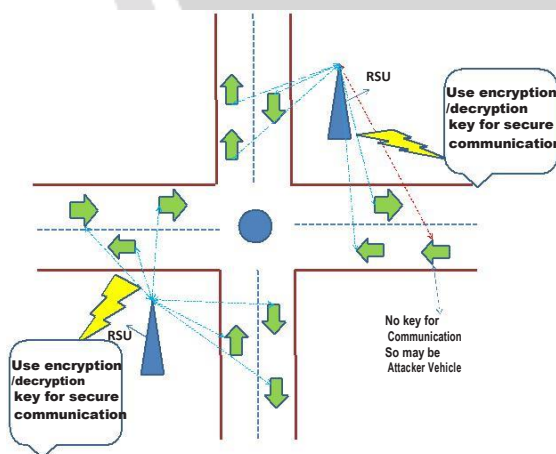 RSU
Use encryption
/decryption
key for secure
communication
No key for
Communication
So may be
Attacker Vehicle
RSU
Use encryption
/decryption
key for secure
communication